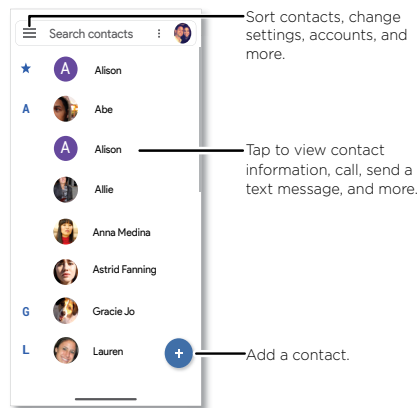 Search contacts
Sort contacts, change
settings, accounts, and
more.
A Alison
A Abe
A Alison
Tap to view contact
information, call, send a
text message, and more.
Allie
Anna Medina
Astrid Fanning
G Gracie Jo
L Lauren
+
Add a contact.